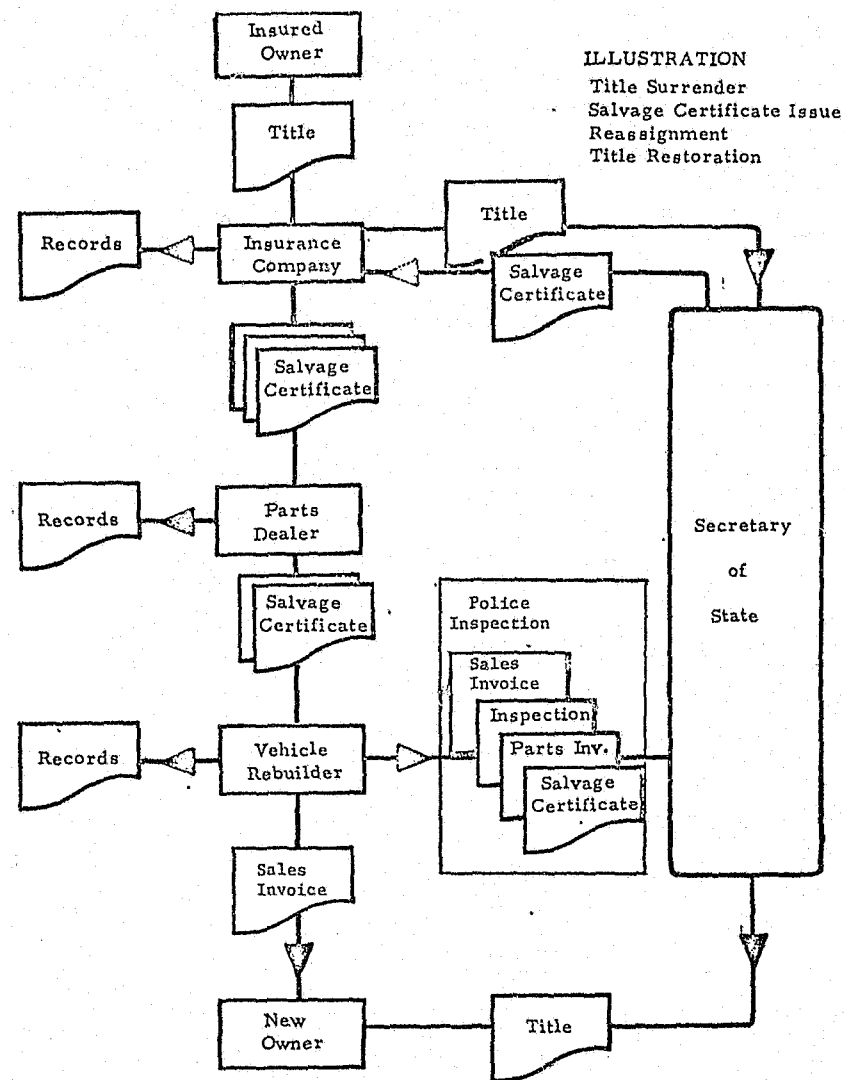 Insured
Owner
ILLUSTRATION
Title Surrender
Salvage Certificate Issue
Reassignment
Title Restoration
Title
Title
Records
Insurance
Company
Salvage
Certificate
Salvage
Certificate
Records
Parts
Dealer
Secretary
of
State
Salvage
Certificate
Police
Inspection
Sales
Invoice
Inspection
Parts Inv.
Salvage
Certificate
Records
Vehicle
Rebuilder
Sales
Invoice
New
Owner
Title